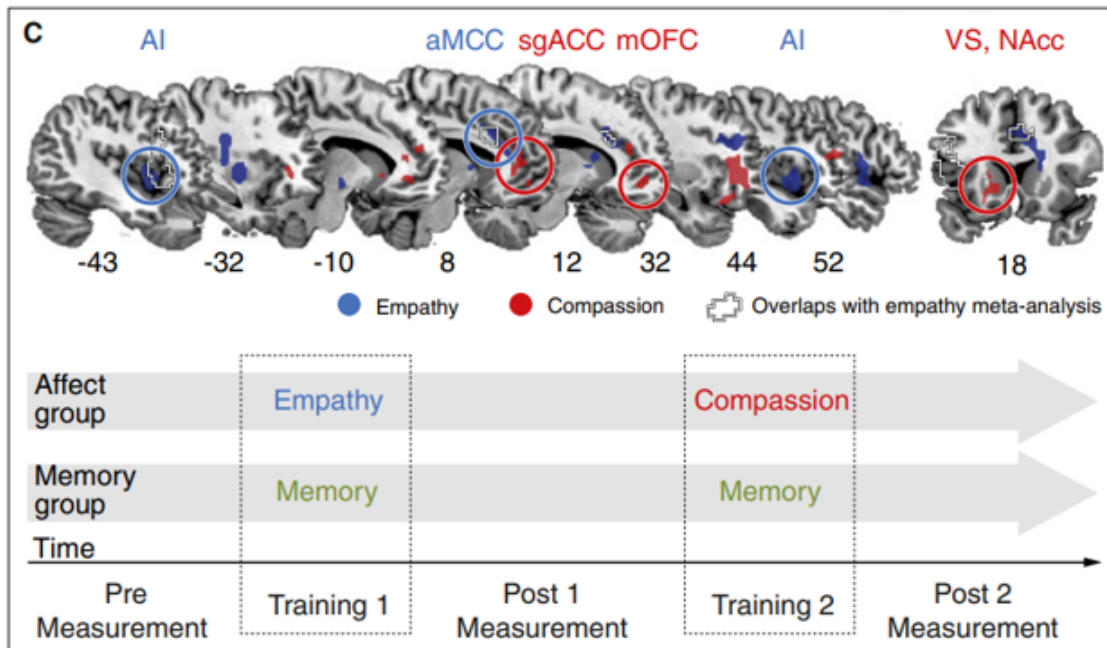 C
AI aMCC sgACC mOFC AI VS, NAcc
-43 -32 -10 8 12 32 44 52 18
Empathy Compassion Overlaps with empathy meta-analysis
Affect
group
Empathy Compassion
Memory
group
Memory Memory
Time
Pre
Measurement
Training 1
Post 1
Measurement
Training 2
Post 2
Measurement